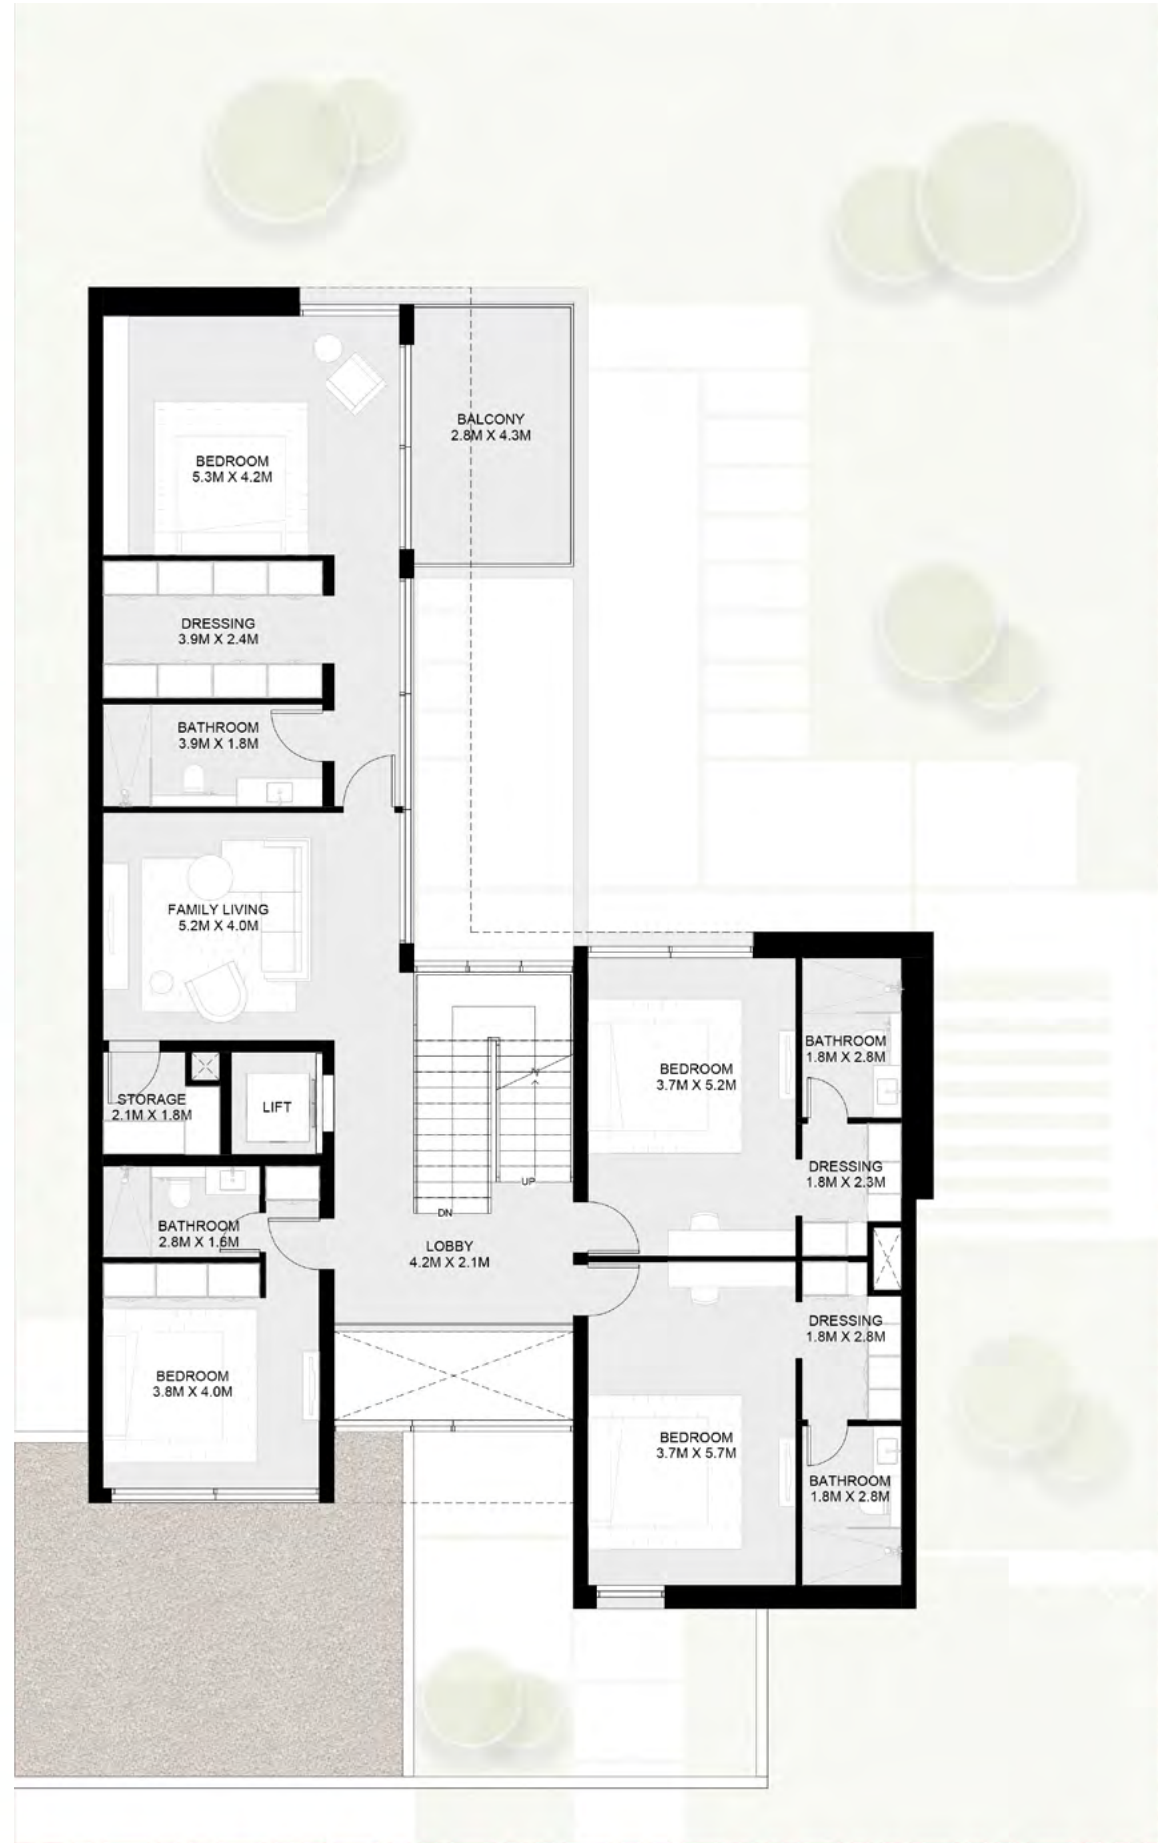 BALCONY
2.8M X 4.3M
BEDROOM
5.3M X 4.2M
DRESSING
3.9M X 2.4M
BATHROOM
3.9M X 1.8M
FAMILY LIVING
5.2M X 4.0M
STORAGE
2.1M X 1.8M
LIFT
BEDROOM
3.7M X 5.2M
BATHROOM
1.8M X 2.8M
DRESSING
1.8M X 2.3M
UP
DN
BATHROOM
2.8M X 1.6M
LOBBY
4.2M X 2.1M
DRESSING
1.8M X 2.8M
BEDROOM
3.8M X 4.0M
BEDROOM
3.7M X 5.7M
BATHROOM
1.8M X 2.8M